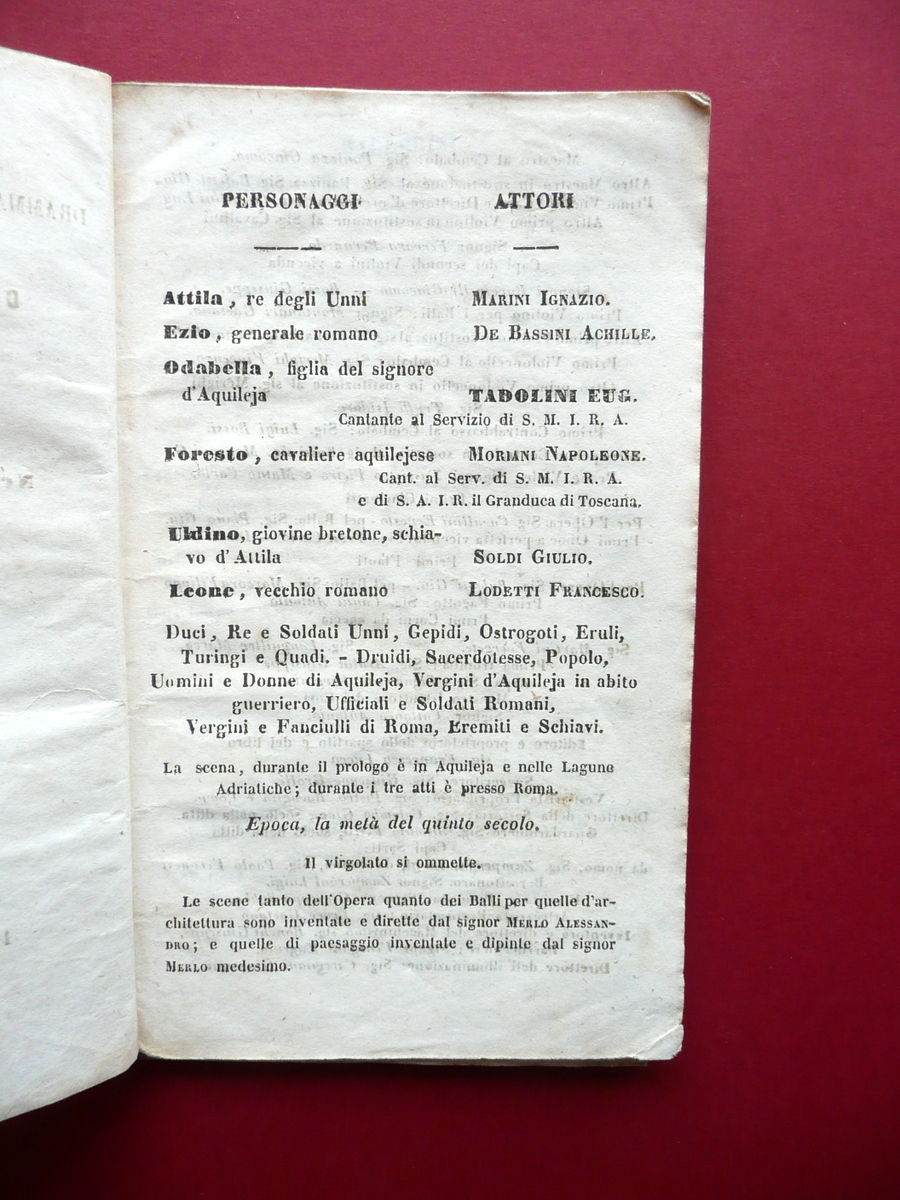 PERSONAGGI ATTORI
Attila, re degli Unni MARINI IGNAZIO.
Ezio, generale romano DE BASSINI ACHILLE,
Odabella, figlia del signore
d'Aquileja TADOLINI EUG.
Cantante al Servizio di S. M. I. R. A.
Foresto, cavaliere aquilejese MORIANI NAPOLEONE.
Cant. al Serv. di S. M. I. R. A.
e di S. A. I. R. il Granduca di Toscana.
Uldino, giovine bretone, schia-
vo d'Attila SOLDI GIULIO.
Leone, vecchio romano LODETTI FRANCESCO.
Duci, Re e Soldati Unni, Gepidi, Ostrogoti, Eruli,
Turingi e Quadi. - Druidi, Sacerdotesse, Popolo,
Uomini e Donne di Aquileja, Vergini d'Aquileja in abito
guerriero, Ufficiali e Soldati Romani,
Vergini e Fanciulli di Roma, Eremiti e Schiavi.
La scena, durante il prologo è in Aquileja e nelle Lagune
Adriatiche; durante i tre atti è presso Roma.
Epoca, la metà del quinto secolo.
Il virgolato si ommette.
Le scene tanto dell'Opera quanto dei Balli per quelle d'ar-
chitettura sono inventate e dirette dal signor MERLO ALESSAN-
DRO; e quelle di paesaggio inventate e dipinte dal signor
MERLO medesimo.